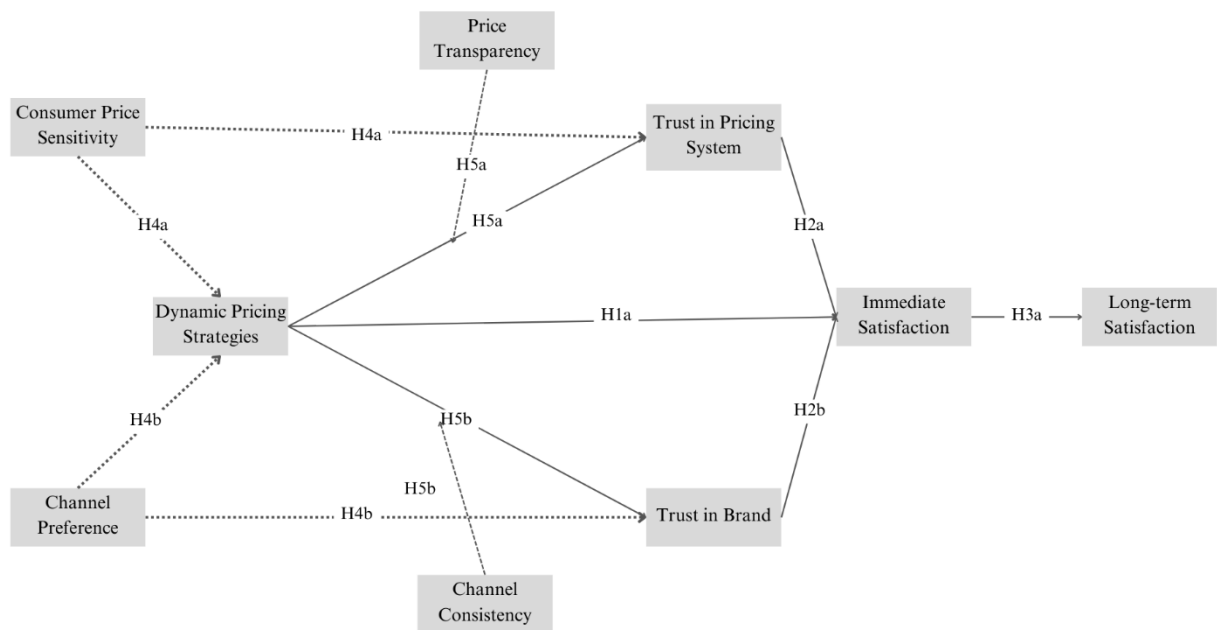 Price
Transparency
Consumer Price
Sensitivity
H4a
Trust in Pricing
System
H5a
H4a
H5a
H2a
Dynamic Pricing
Strategies
H1a
Immediate
Satisfaction
H3a
Long-term
Satisfaction
H4b
H5b
H2b
H5b
Channel
Preference
H4b
Trust in Brand
Channel
Consistency